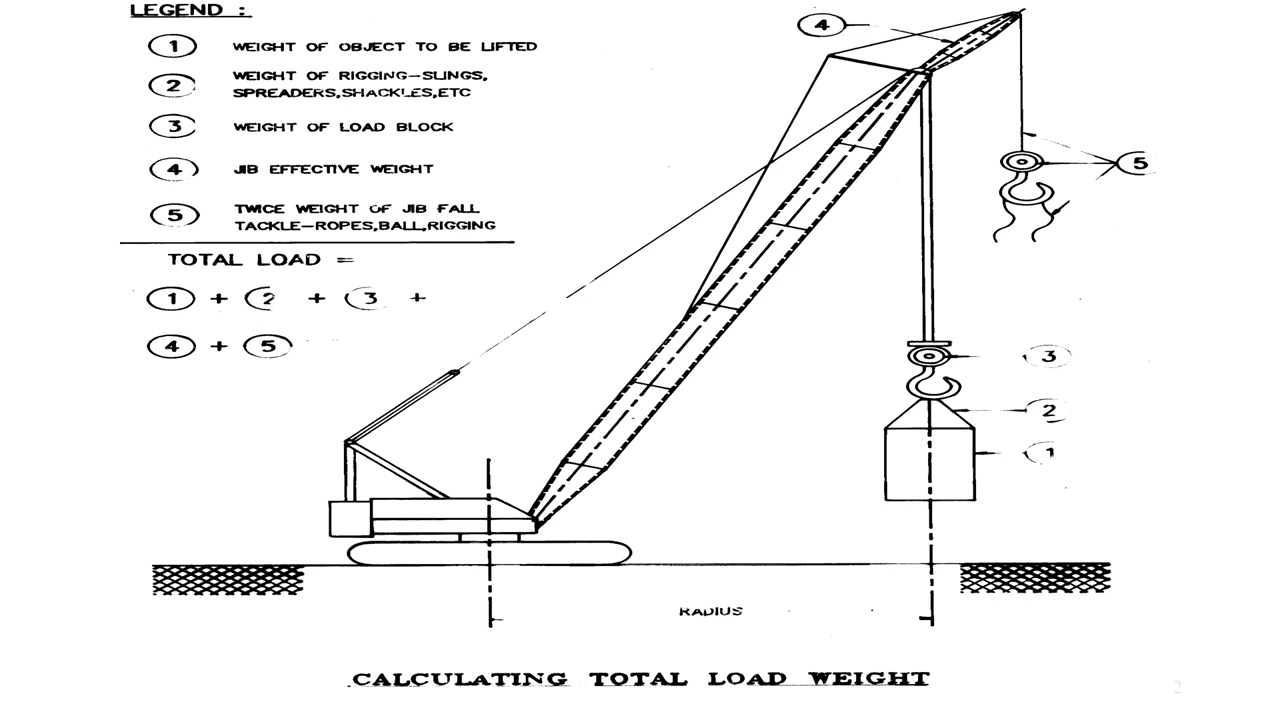 LEGEND :
1 WEIGHT OF OBJECT TO BE LIFTED
2 WEIGHT OF RIGGING-SLINGS,
SPREADERS,SHACKLES,ETC
3 WEIGHT OF LOAD BLOCK
4 JIB EFFECTIVE WEIGHT
5 TWICE WEIGHT OF JIB FALL
TACKLE-ROPES,BALL,RIGGING
TOTAL LOAD =
1 + 2 + 3 +
4 + 5
4
5
3
2
1
RADIUS
CALCULATING TOTAL LOAD WEIGHT
2